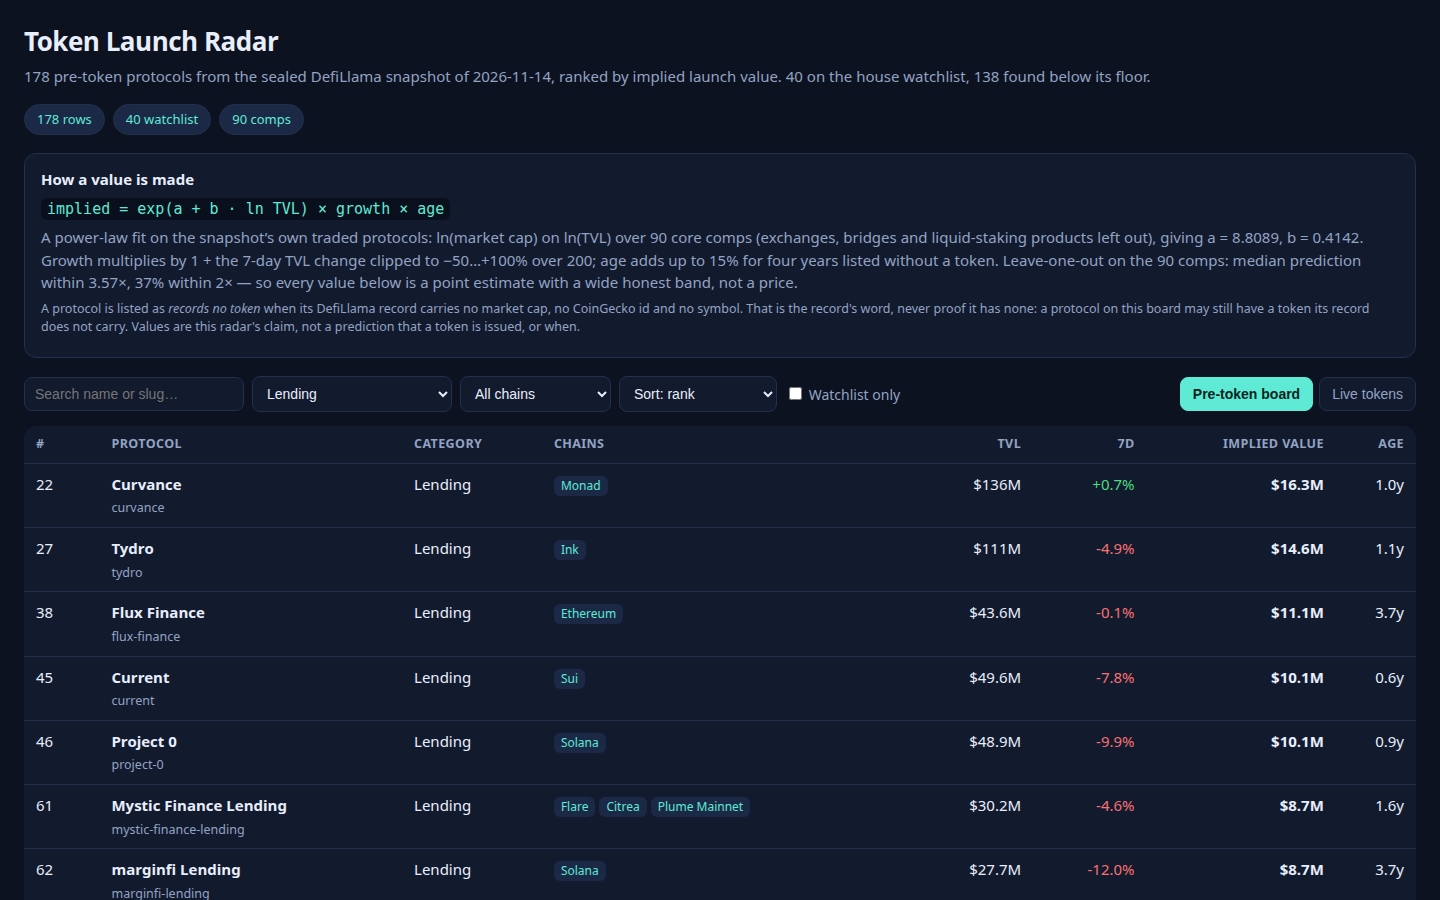 Token Launch Radar
178 pre-token protocols from the sealed DefiLlama snapshot of 2026-11-14, ranked by implied launch value. 40 on the house watchlist, 138 found below its floor.
178 rows 40 watchlist 90 comps
How a value is made
implied = exp(a + b · ln TVL) × growth × age
A power-law fit on the snapshot's own traded protocols: ln(market cap) on ln(TVL) over 90 core comps (exchanges, bridges and liquid-staking products left out), giving a = 8.8089, b = 0.4142.
Growth multiplies by 1 + the 7-day TVL change clipped to −50…+100% over 200; age adds up to 15% for four years listed without a token. Leave-one-out on the 90 comps: median prediction
within 3.57×, 37% within 2× — so every value below is a point estimate with a wide honest band, not a price.
A protocol is listed as records no token when its DefiLlama record carries no market cap, no CoinGecko id and no symbol. That is the record's word, never proof it has none: a protocol on this board may still have a token its record
does not carry. Values are this radar's claim, not a prediction that a token is issued, or when.
Search name or slug… Lending All chains Sort: rank Watchlist only Pre-token board Live tokens
# PROTOCOL CATEGORY CHAINS TVL 7D IMPLIED VALUE AGE
22 Curvance Lending Monad $136M +0.7% $16.3M 1.0y
curvance
27 Tydro Lending Ink $111M -4.9% $14.6M 1.1y
tydro
38 Flux Finance Lending Ethereum $43.6M -0.1% $11.1M 3.7y
flux-finance
45 Current Lending Sui $49.6M -7.8% $10.1M 0.6y
current
46 Project 0 Lending Solana $48.9M -9.9% $10.1M 0.9y
project-0
61 Mystic Finance Lending Lending Flare Citrea Plume Mainnet $30.2M -4.6% $8.7M 1.6y
mystic-finance-lending
62 marginfi Lending Lending Solana $27.7M -12.0% $8.7M 3.7y
marginfi-lending